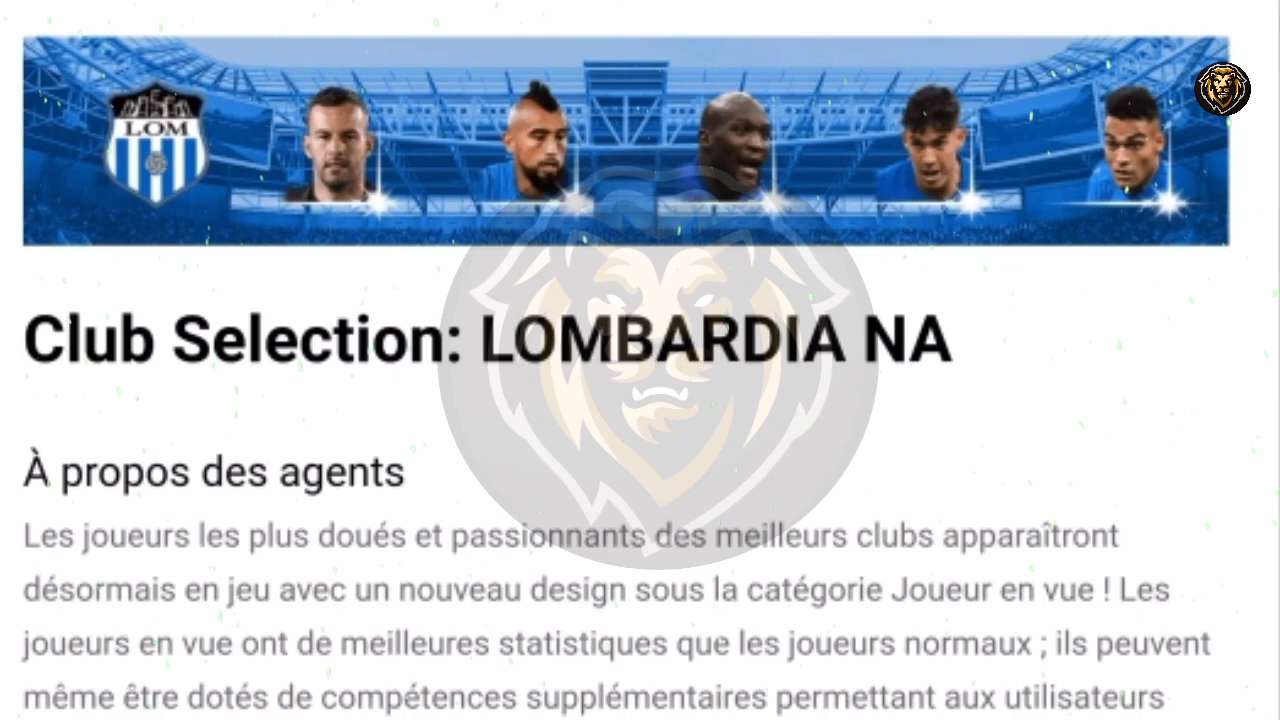 LOM
Club Selection: LOMBARDIA NA
À propos des agents
Les joueurs les plus doués et passionnants des meilleurs clubs apparaîtront
désormais en jeu avec un nouveau design sous la catégorie Joueur en vue ! Les
joueurs en vue ont de meilleures statistiques que les joueurs normaux ; ils peuvent
même être dotés de compétences supplémentaires permettant aux utilisateurs